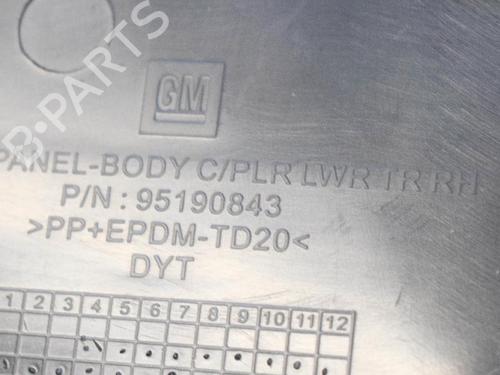 B-PARTS
GM
PANEL-BODY C/PLR LWR TR RH
P/N : 95190843
>PP+EPDM-TD20<
DYT
1 2 3 4 5 6 7 8 9 10 11 12